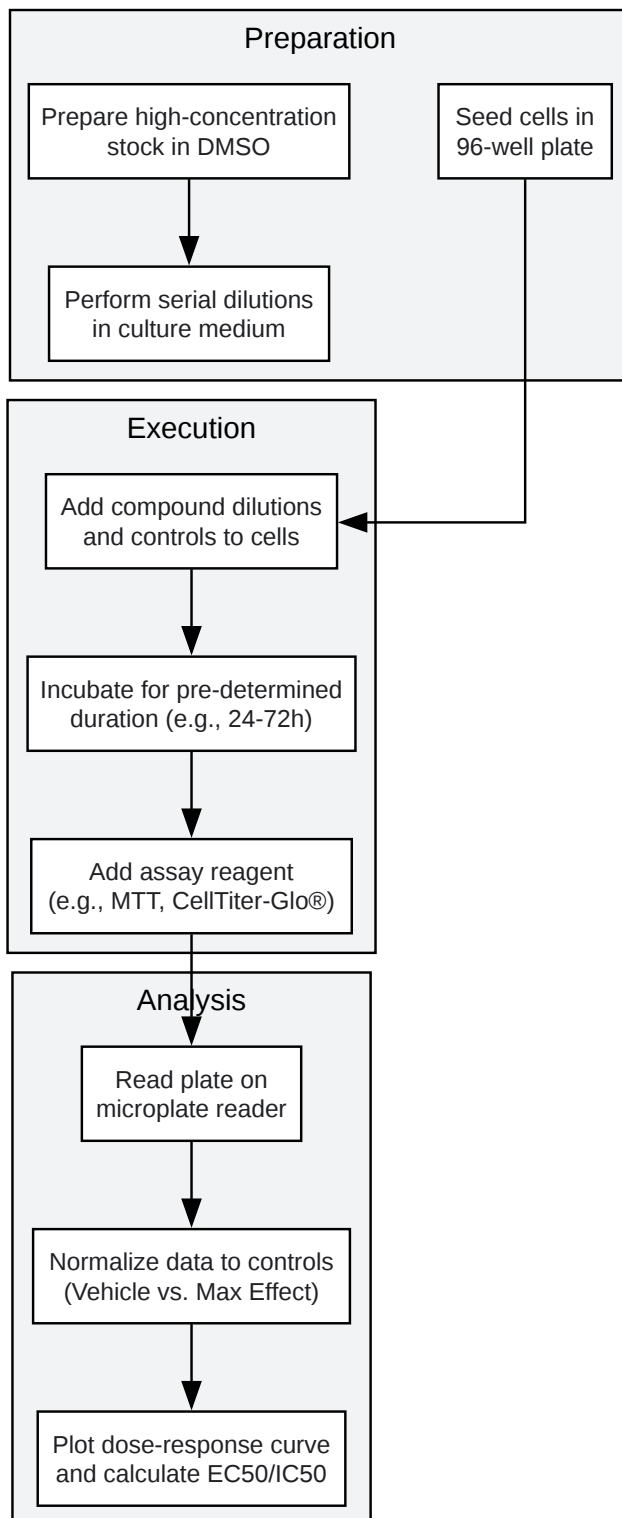 Preparation
Prepare high-concentration
stock in DMSO
Seed cells in
96-well plate
Perform serial dilutions
in culture medium
Execution
Add compound dilutions
and controls to cells
Incubate for pre-determined
duration (e.g., 24-72h)
Add assay reagent
(e.g., MTT, CellTiter-Glo®)
Analysis
Read plate on
microplate reader
Normalize data to controls
(Vehicle vs. Max Effect)
Plot dose-response curve
and calculate EC50/IC50